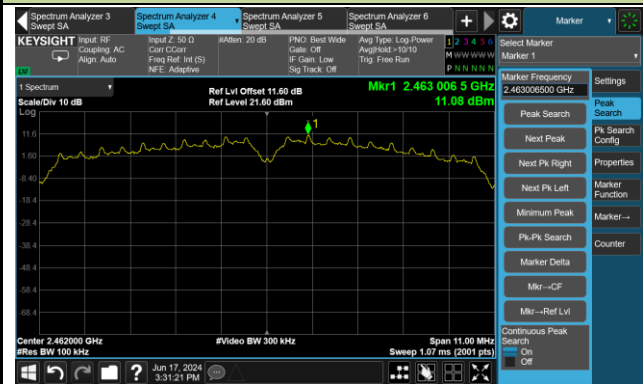 Spectrum Analyzer 3
Swept SA
Spectrum Analyzer 4
Swept SA
Spectrum Analyzer 5
Swept SA
Spectrum Analyzer 6
Swept SA
Marker
KEYSIGHT
Input: RF
Coupling: AC
Align: Auto
Input Z: 50 Ω
Corr CCorr
Freq Ref: Int (S)
NFE: Adaptive
#Atten: 20 dB
PNO: Best Wide
Gate: Off
IF Gain: Low
Sig Track: Off
Avg Type: Log-Power
Avg|Hold:>10/10
Trig: Free Run
1 2 3 4 5 6
M W W W W W
P N N N N N
Select Marker
Marker 1
1 Spectrum
Scale/Div 10 dB
Log
Ref Lvl Offset 11.60 dB
Ref Level 21.60 dBm
Mkr1 2.463 006 5 GHz
11.08 dBm
1
11.6
1.60
-8.40
-18.4
-28.4
-38.4
-48.4
-58.4
-68.4
Center 2.462000 GHz
#Res BW 100 kHz
#Video BW 300 kHz
Span 11.00 MHz
Sweep 1.07 ms (2001 pts)
Marker Frequency
2.463006500 GHz
Peak Search
Next Peak
Next Pk Right
Next Pk Left
Minimum Peak
Pk-Pk Search
Marker Delta
Mkr→CF
Mkr→Ref Lvl
Continuous Peak
Search
On
Off
Settings
Peak
Search
Pk Search
Config
Properties
Marker
Function
Marker→
Counter
Jun 17, 2024
3:31:21 PM